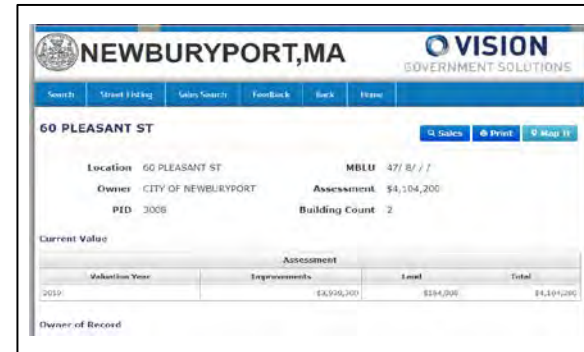 NEWBURYPORT,MA
VISION
GOVERNMENT SOLUTIONS
Search Street Listing Sales Search Feedback Back Home
60 PLEASANT ST
Sales Print Map It
Location 60 PLEASANT ST MBLU 47/ 8/ / /
Owner CITY OF NEWBURYPORT Assessment $4,104,200
PID 3006
Building Count 2
Current Value
Assessment
Valuation Year Improvements Land Total
2019 $4,104,200
Owner of Record